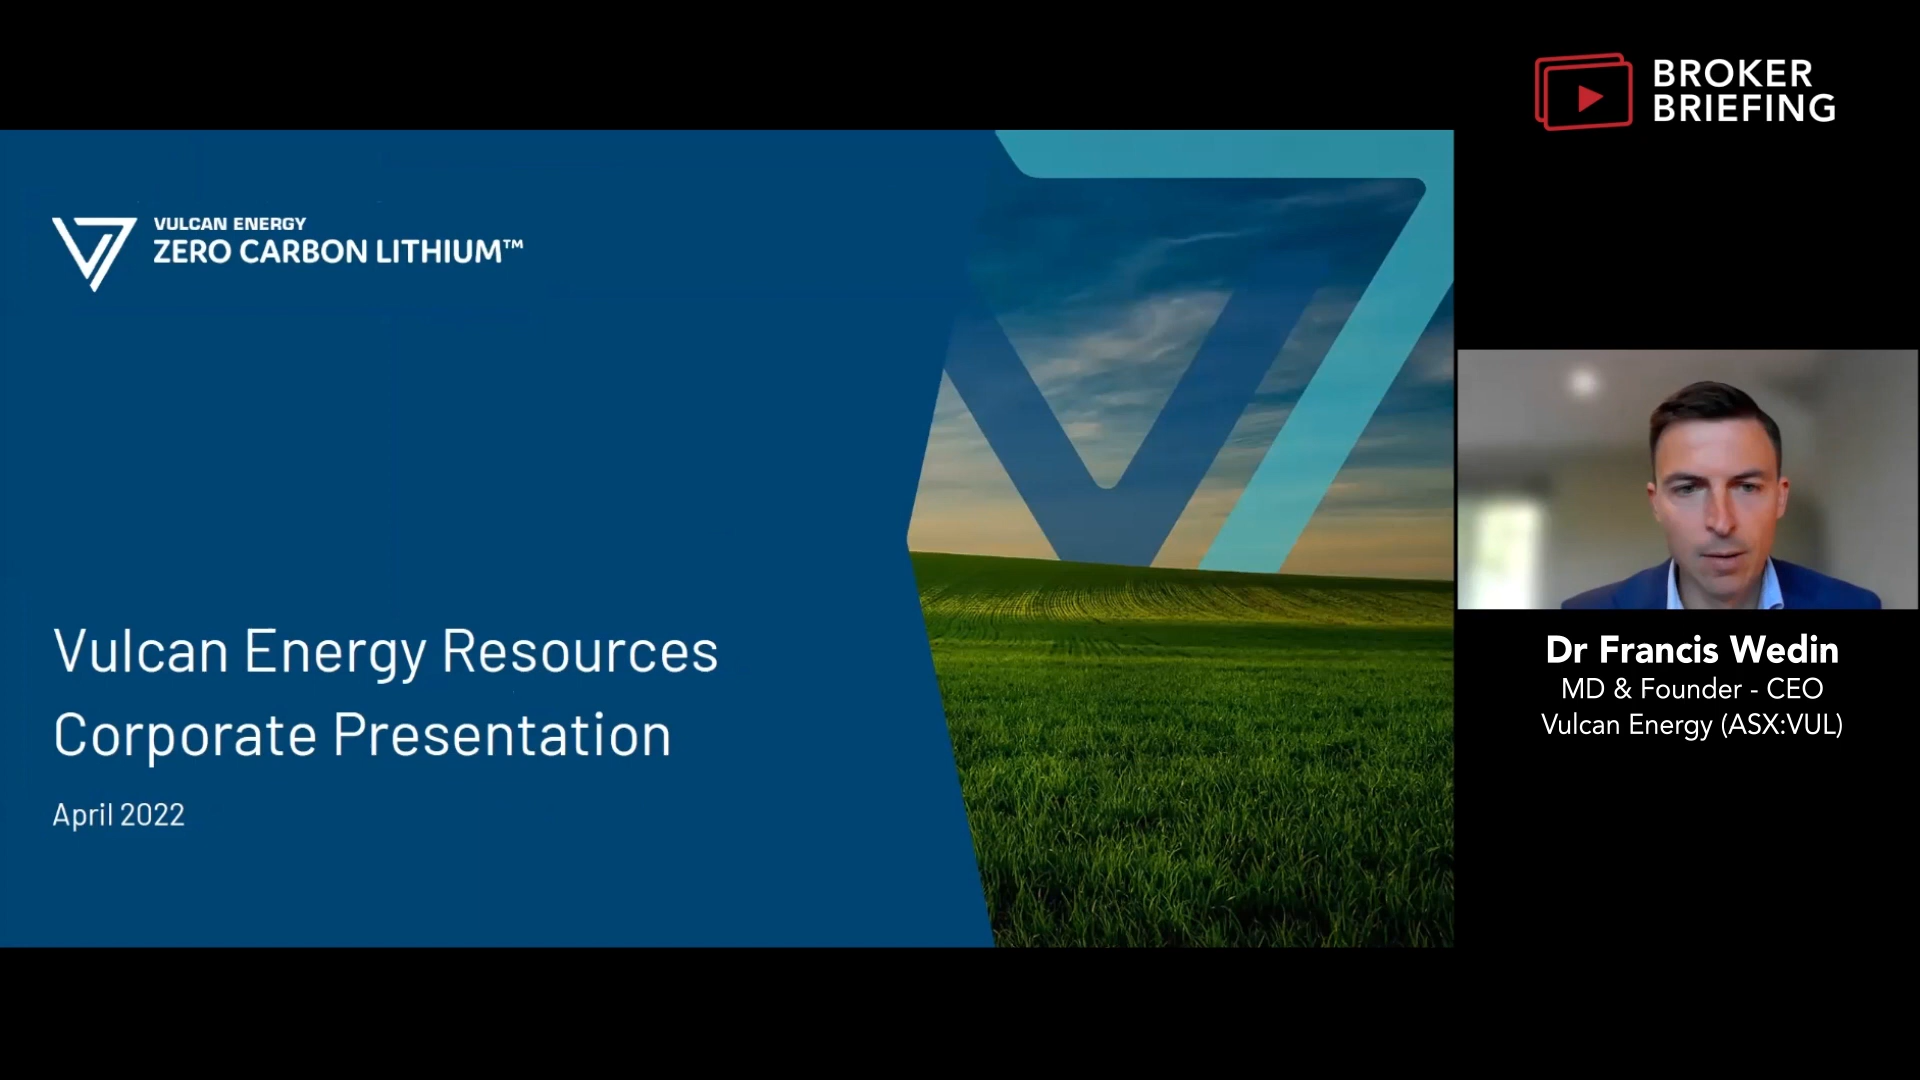 BROKER
BRIEFING
VULCAN ENERGY
ZERO CARBON LITHIUM™
Vulcan Energy Resources
Corporate Presentation
April 2022
Dr Francis Wedin
MD & Founder - CEO
Vulcan Energy (ASX:VUL)